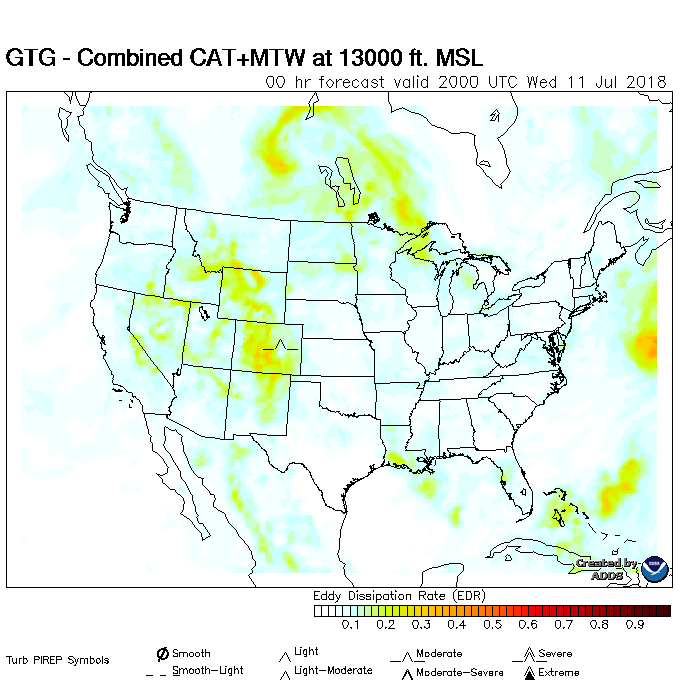 GTG - Combined CAT+MTW at 13000 ft. MSL
00 hr forecast valid 2000 UTC Wed 11 Jul 2018
Created by
ADDS
Eddy Dissipation Rate (EDR)
0.1 0.2 0.3 0.4 0.5 0.6 0.7 0.8 0.9
Turb PIREP Symbols
Smooth Light Moderate Severe
Smooth-Light Light-Moderate Moderate-Severe Extreme